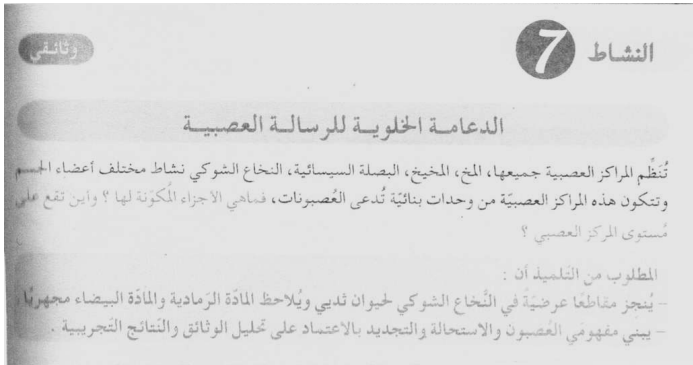 النشاط 7
وثائقي
الدعامة الخلوية للرسالة العصبية
تُنَظِّم المراكز العصبية جميعها، المخ، المخيخ، البصلة السيسائية، النخاع الشوكي نشاط مختلف أعضاء الجسم
وتتكون هذه المراكز العصبيّة من وحدات بنائيّة تُدعى العُصبونات، فماهي الأجزاء المُكوّنة لها ؟ وأين تقع على
مُستوى المركز العصبي ؟
المطلوب من التلميذ أن :
- يُنجز مقاطعًا عرضيّة في النُّخاع الشوكي لحيوان ثديي ويُلاحظ المادّة الرّمادية والمادّة البيضاء مجهريًا .
- يبني مفهومي العُصبون والاستحالة والتجديد بالاعتماد على تحليل الوثائق والنّتائج التّجريبية .